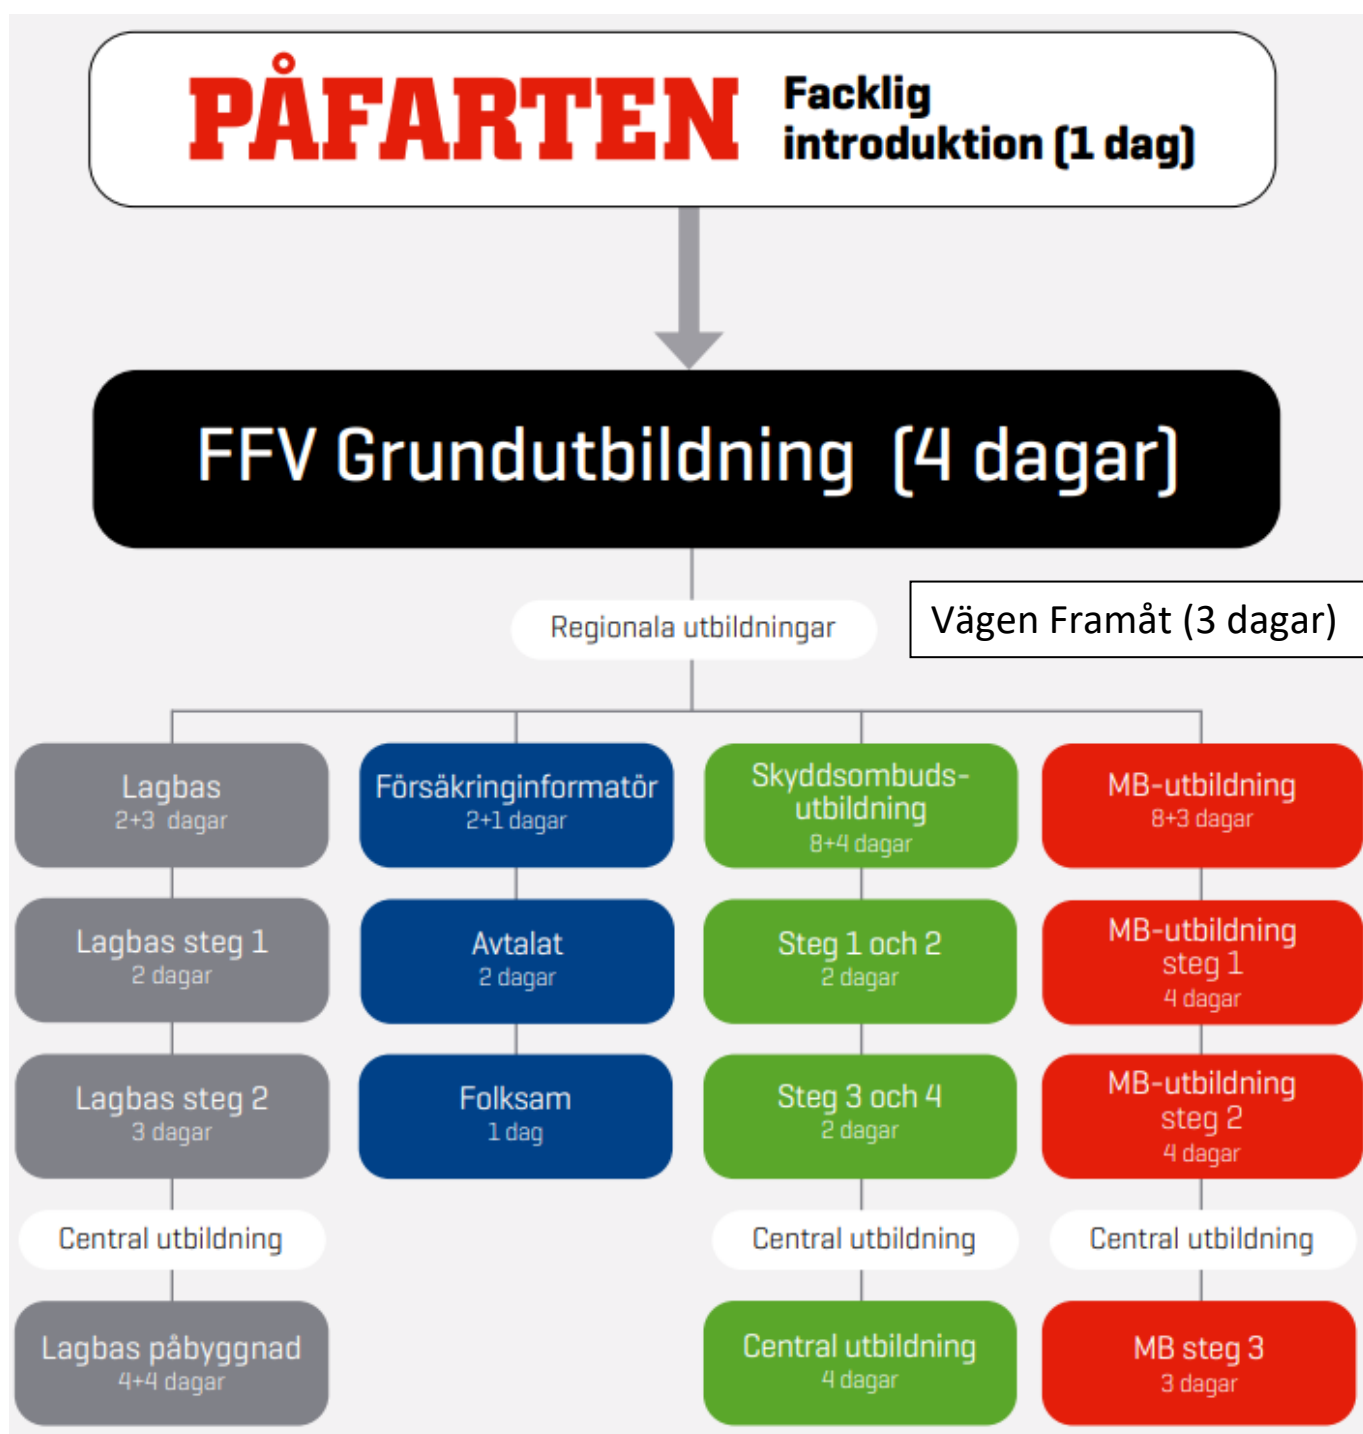 PÅFARTEN
Facklig
introduktion (1 dag)
FFV Grundutbildning (4 dagar)
Regionala utbildningar
Vägen Framåt (3 dagar)
Lagbas
2+3 dagar
Lagbas steg 1
2 dagar
Lagbas steg 2
3 dagar
Central utbildning
Lagbas påbyggnad
4+4 dagar
Försäkringinformatör
2+1 dagar
Avtalat
2 dagar
Folksam
1 dag
Skyddsombuds-
utbildning
8+4 dagar
Steg 1 och 2
2 dagar
Steg 3 och 4
2 dagar
Central utbildning
Central utbildning
4 dagar
MB-utbildning
8+3 dagar
MB-utbildning
steg 1
4 dagar
MB-utbildning
steg 2
4 dagar
Central utbildning
MB steg 3
3 dagar